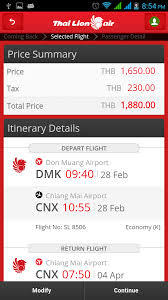 8:54 PM
Thai Lion air
Coming Back > Selected Flight > Passenger Detail
Price Summary
Price THB 1,650.00
Tax THB 230.00
Total Price THB 1,880.00
Itinerary Details
DEPART FLIGHT
Don Muang Airport
DMK 09:40 | 28 Feb
Chiang Mai Airport
CNX 10:55 | 28 Feb
Flight No: SL 8506 Economy (K)
RETURN FLIGHT
Chiang Mai Airport
CNX 07:50 | 04 Apr
Modify Continue